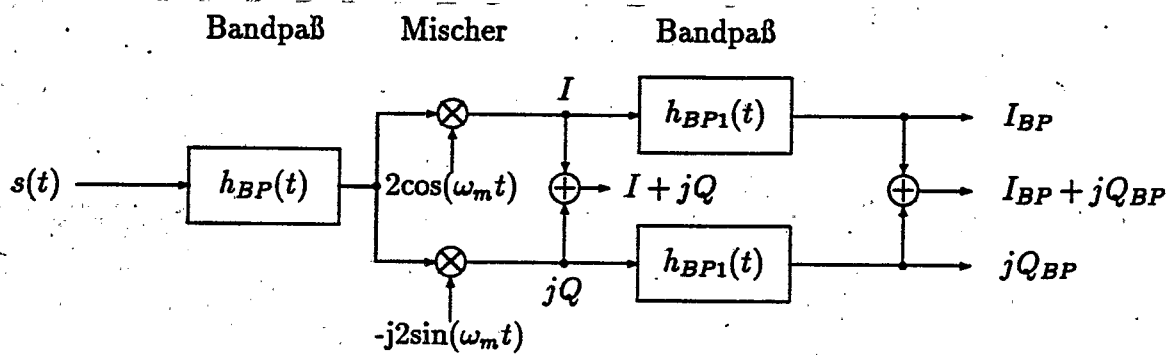 Bandpaß Mischer Bandpaß
I
h_{BP1}(t)
I_{BP}
s(t)
h_{BP}(t)
2cos(ω_m t)
I + jQ
I_{BP} + jQ_{BP}
jQ
h_{BP1}(t)
jQ_{BP}
-j2sin(ω_m t)